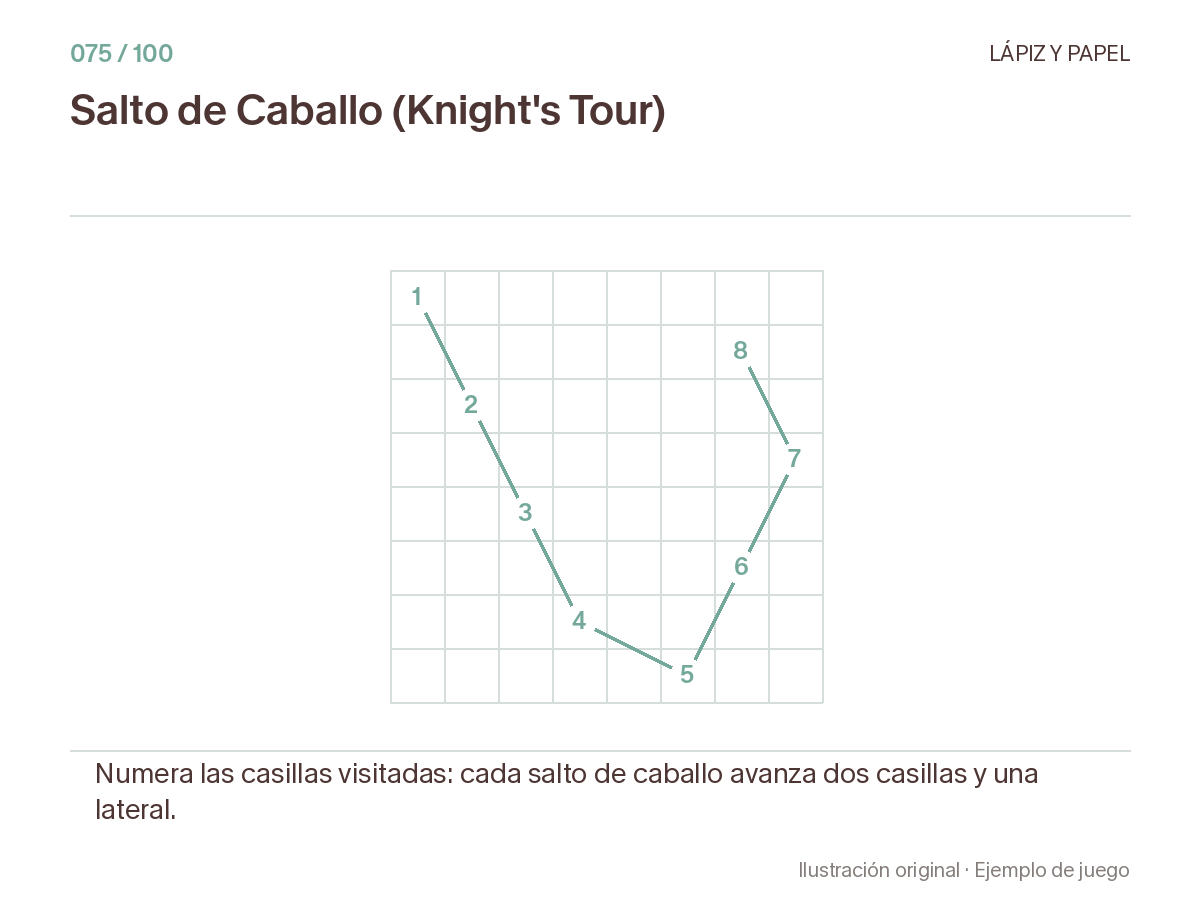 075 / 100
LÁPIZ Y PAPEL
Salto de Caballo (Knight's Tour)
1
8
2
7
3
6
4
5
Numera las casillas visitadas: cada salto de caballo avanza dos casillas y una
lateral.
Ilustración original · Ejemplo de juego